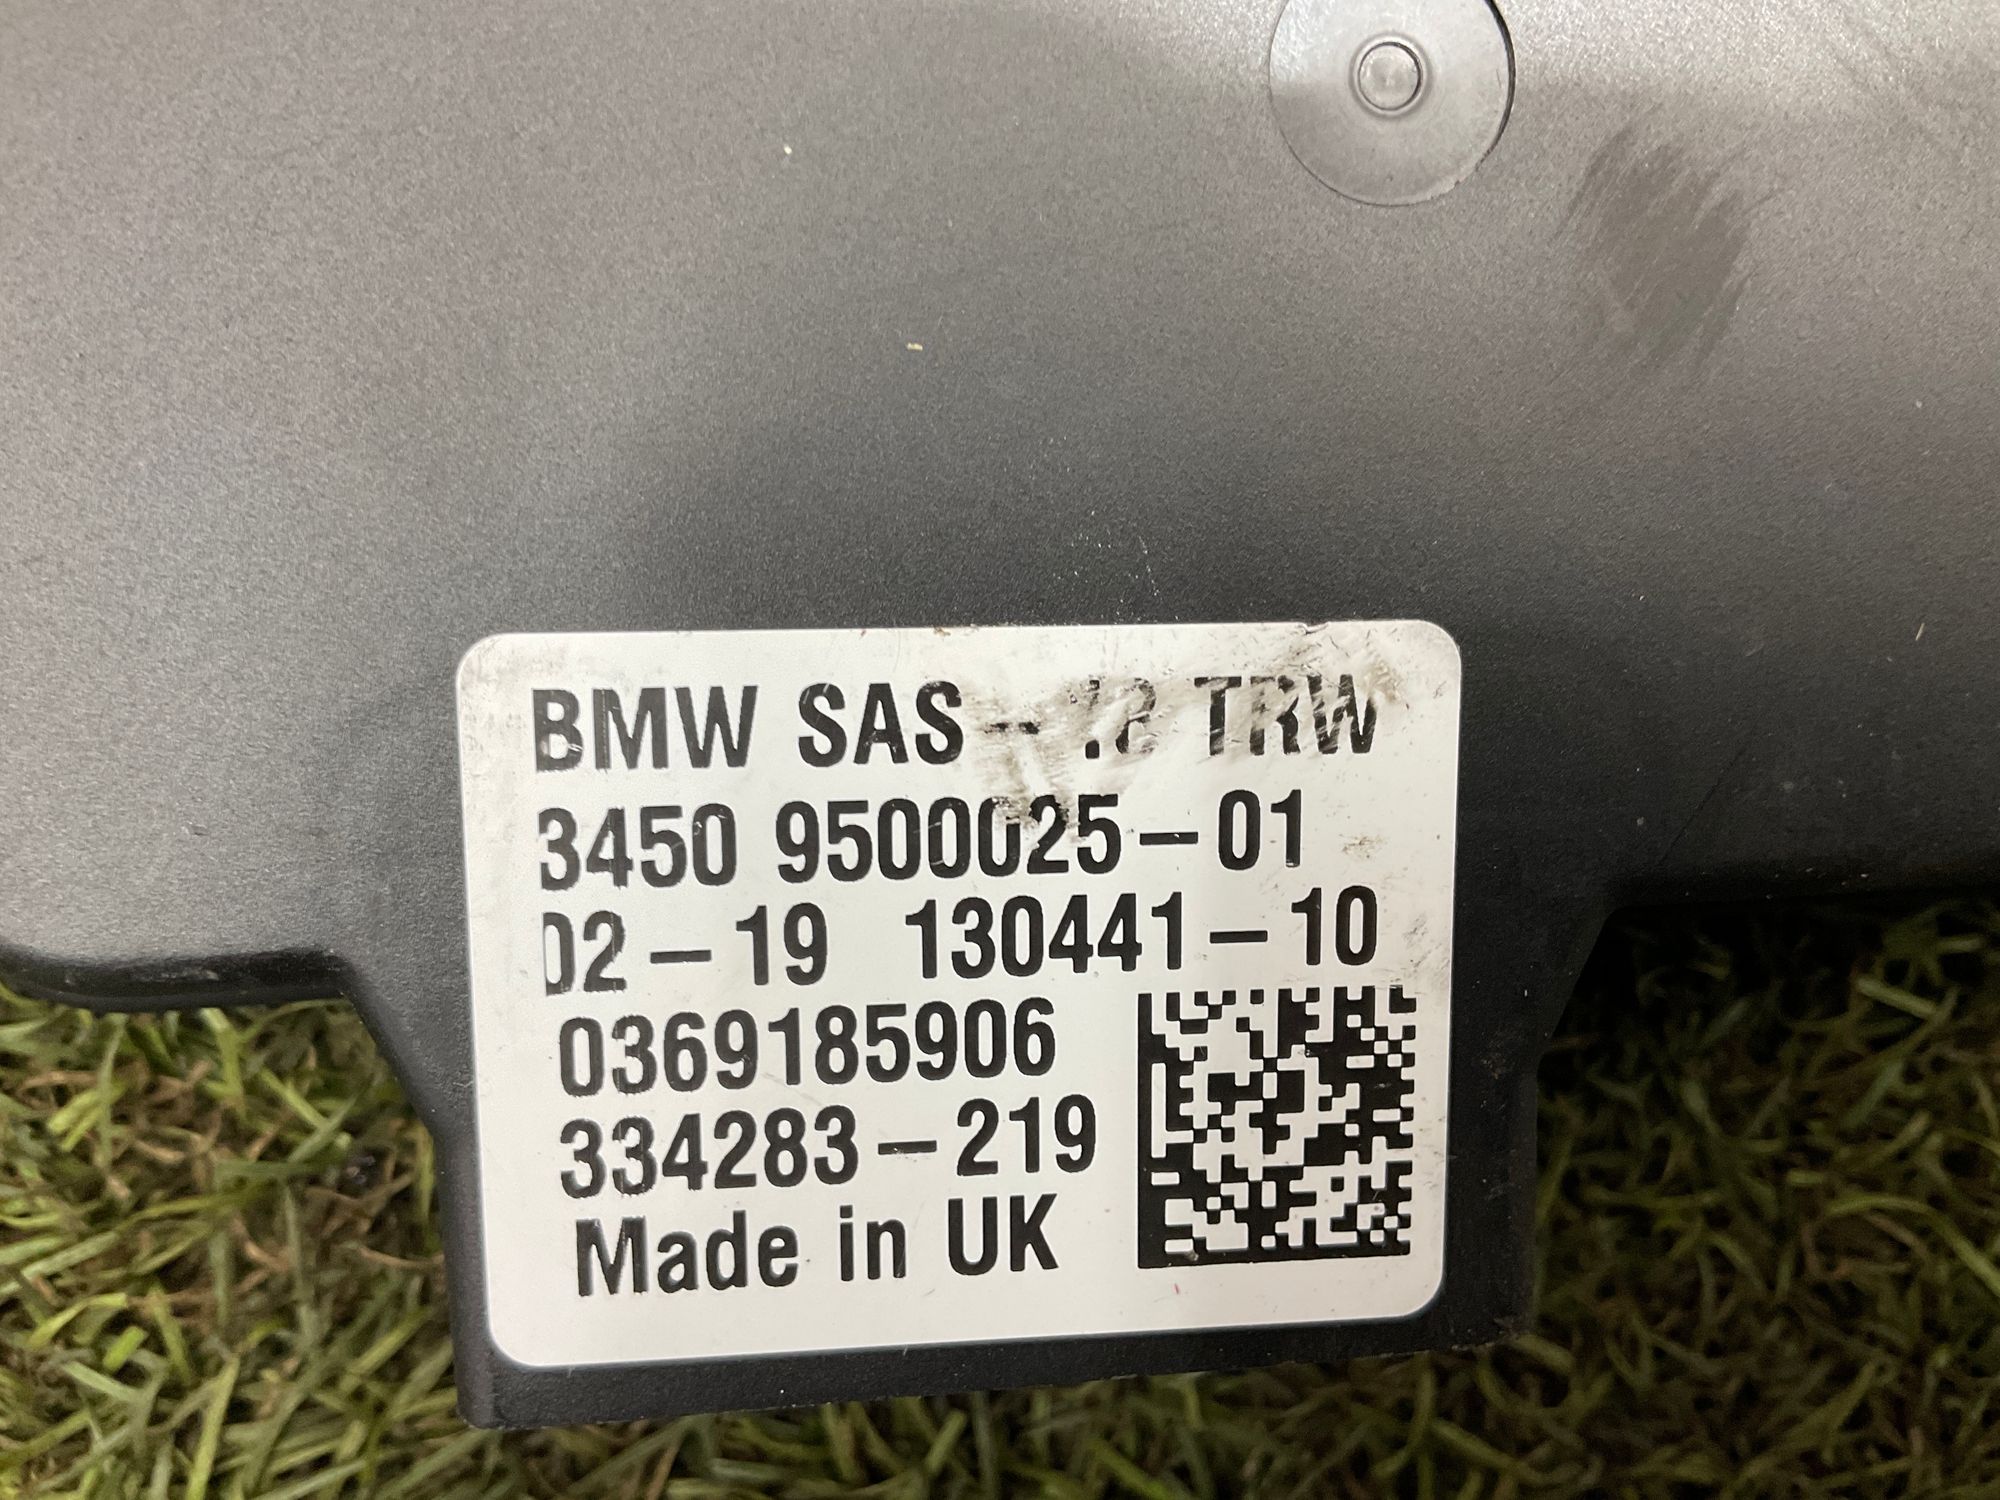 BMW SAS - TRW
3450 9500025-01
02-19 130441-10
0369185906
334283-219
Made in UK